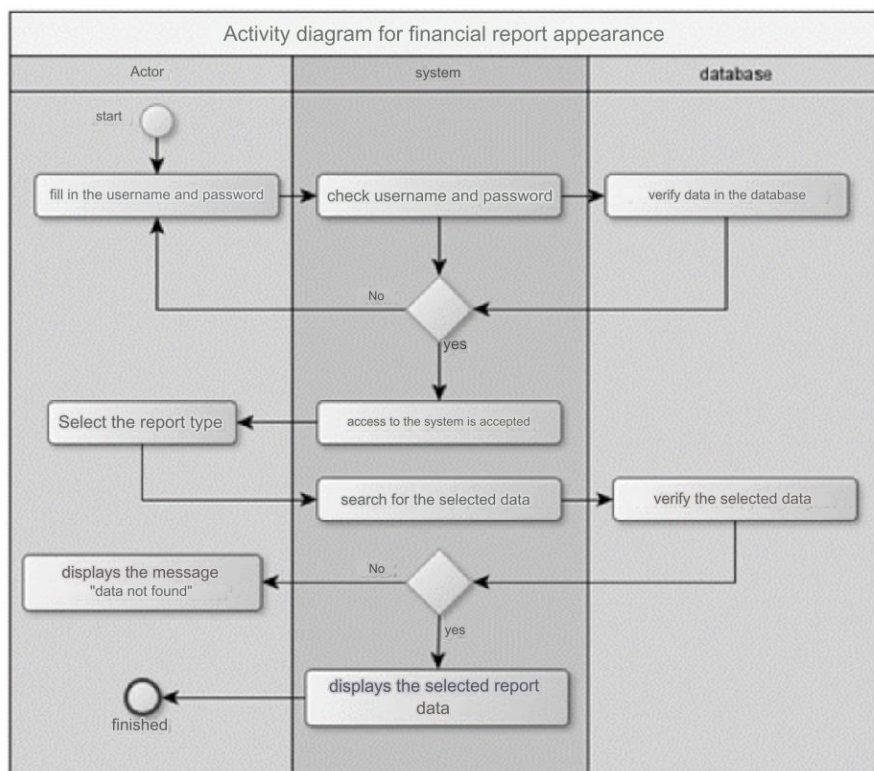 Activity diagram for financial report appearance
Actor
system
database
start
fill in the username and password
check username and password
verify data in the database
No
yes
Select the report type
access to the system is accepted
search for the selected data
verify the selected data
displays the message
"data not found"
No
yes
displays the selected report
data
finished